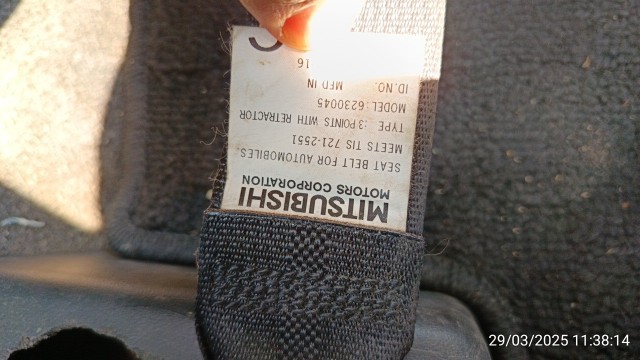 MITSUBISHI
MOTORS CORPORATION
SEAT BELT FOR AUTOMOBILES
MEETS TIS 721-2551
TYPE :3 POINTS WITH RETRACTOR
MODEL:6230045
ID.NO. MFD IN
16
C
29/03/2025 11:38:14